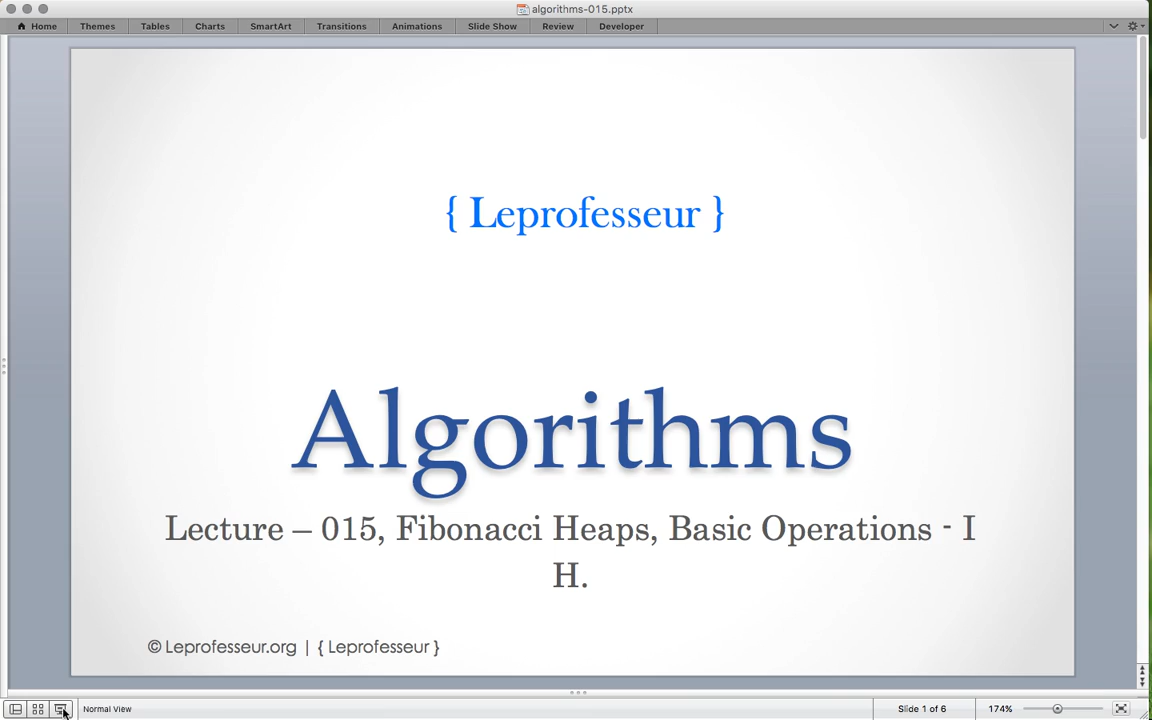 algorithms-015.pptx
Home Themes Tables Charts SmartArt Transitions Animations Slide Show Review Developer
{ Leprofesseur }
Algorithms
Lecture – 015, Fibonacci Heaps, Basic Operations - I
H.
© Leprofesseur.org | { Leprofesseur }
Normal View Slide 1 of 6 174%